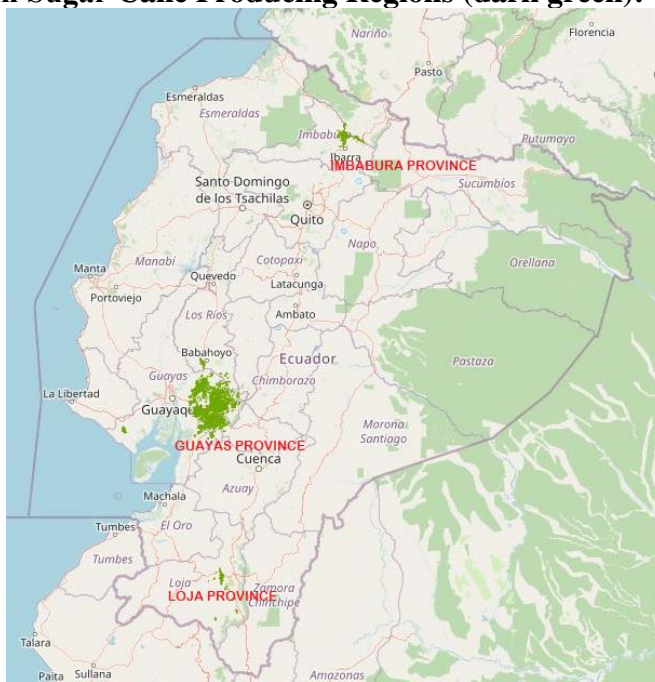 n Sugar Cane Producing Regions (dark green).
Florencia
Nariño
Pasto
Esmeraldas
Esmeraldas
Imbabu
Putumayo
Ibarra
IMBABURA PROVINCE
Santo Domingo
de los Tsachilas
Sucumbíos
Quito
Napo
Manabí
Cotopaxi
Orellana
Manta
Quevedo
Portoviejo
Latacunga
Los Ríos
Ambato
Babahoyo
Ecuador
Pastaza
Guayas
Chimborazo
La Libertad
Guayaqu
Morona
Santiago
GUAYAS PROVINCE
Cuenca
Azuay
Machala
Tumbes
El Oro
Tumbes
Loja
Zamora
Chinchipe
LOJA PROVINCE
Talara
Paita
Sullana
Amazonas